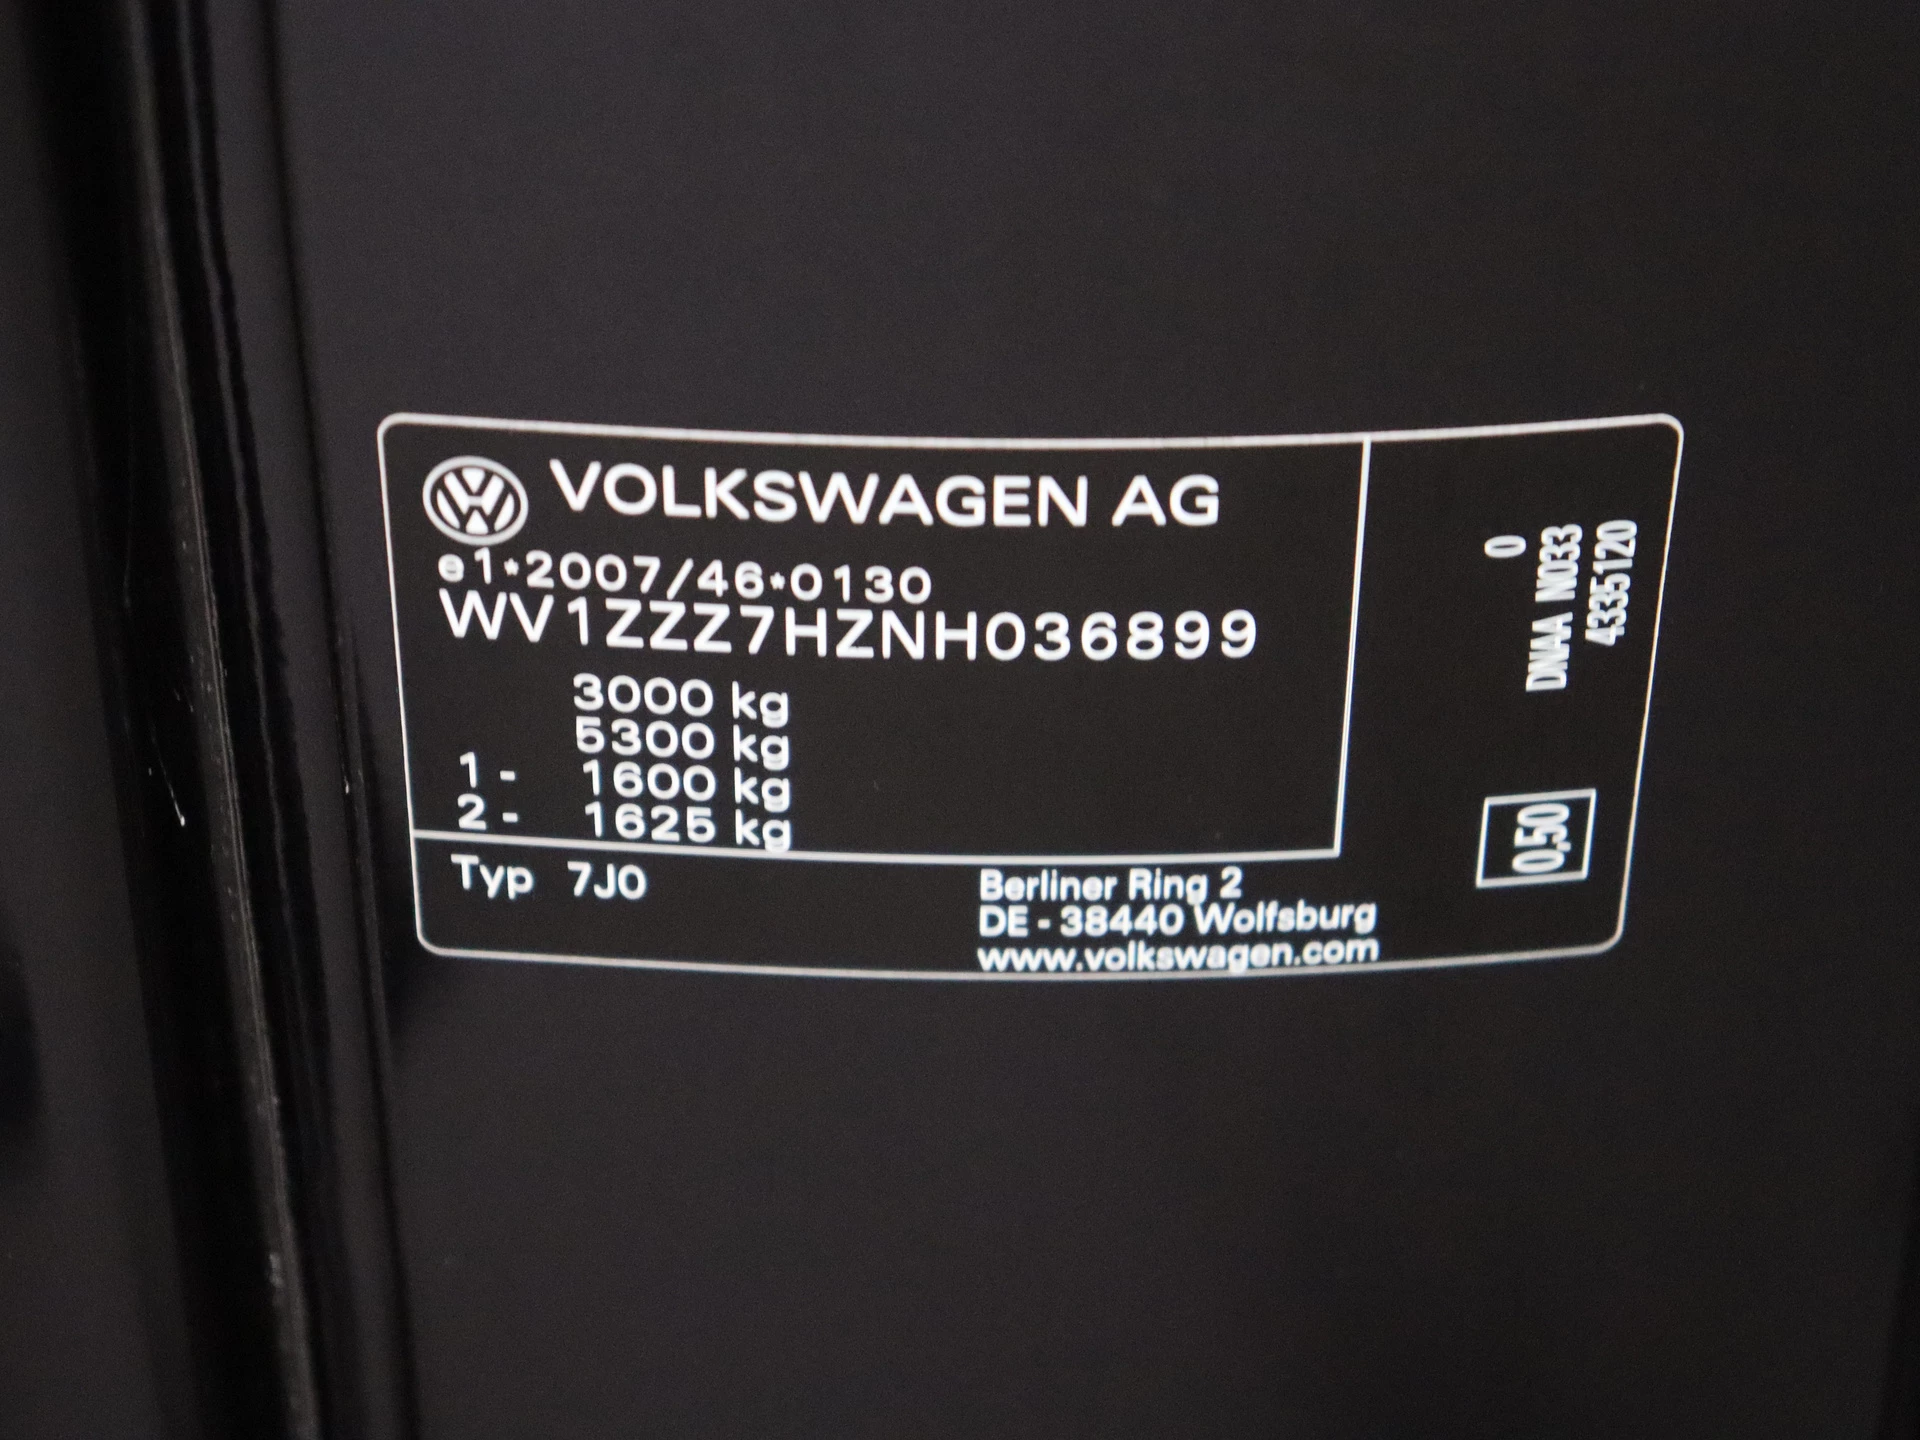 VOLKSWAGEN AG
e1*2007/46*0130
WV1ZZZ7HZNH036899
3000 kg
5300 kg
1 - 1600 kg
2 - 1625 kg
Typ 7J0
Berliner Ring 2
DE - 38440 Wolfsburg
www.volkswagen.com
0
DNAA N033
4335120
0,50